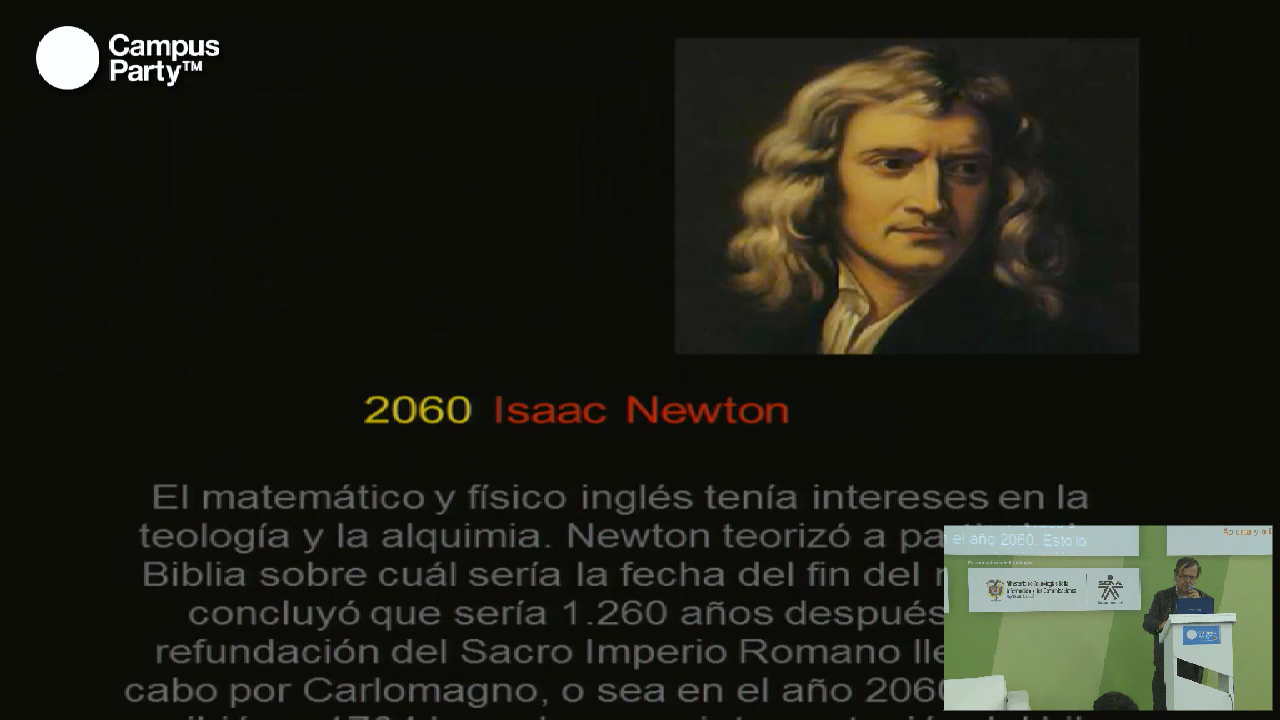 Campus
Party™
2060 Isaac Newton
El matemático y físico inglés tenía intereses en la
teología y la alquimia. Newton teorizó a
Biblia sobre cuál sería la fecha del fin del
concluyó que sería 1.260 años después
refundación del Sacro Imperio Romano
cabo por Carlomagno, o sea en el año 2060
el año 2060. Esto lo
SENA